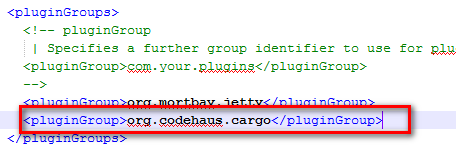 <pluginGroups>
<!-- pluginGroup
| Specifies a further group identifier to use for plu
<pluginGroup>com.your.plugins</pluginGroup>
-->
<pluginGroup>org.mortbay.jetty</pluginGroup>
<pluginGroup>org.codehaus.cargo</pluginGroup>
</pluginGroups>